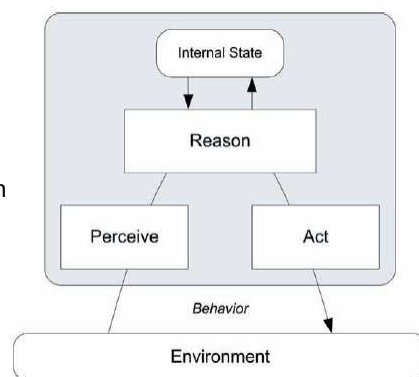 Internal State
Reason
n
Perceive
Act
Behavior
Environment